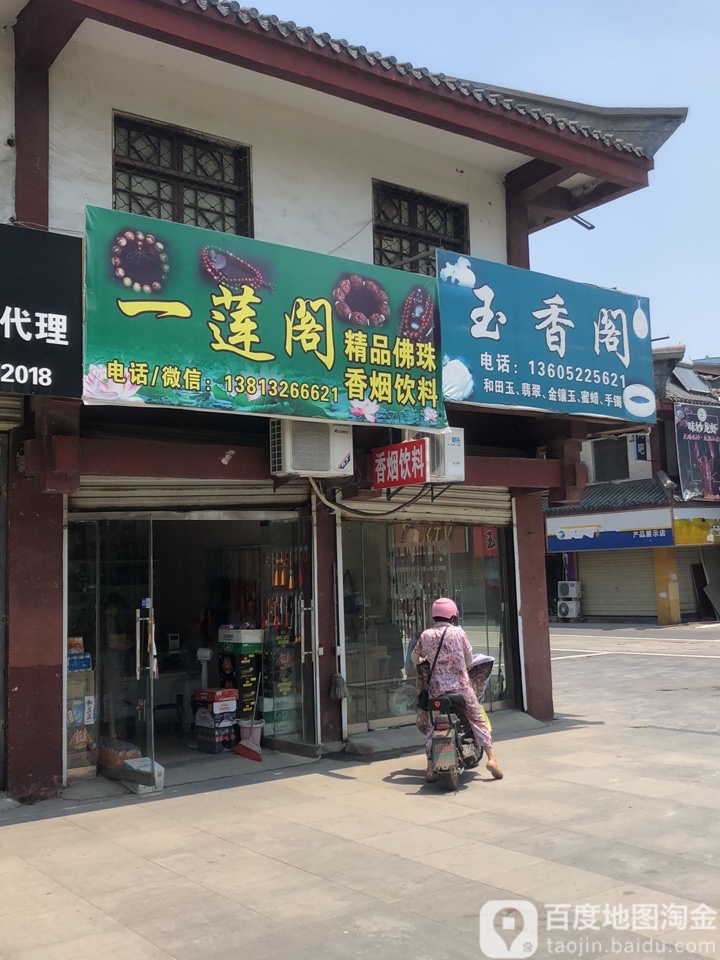 代理
2018
一莲阁
精品佛珠
香烟饮料
电话/微信：13813266621
玉香阁
电话：13605225621
和田玉、翡翠、金镶玉、蜜蜡、手镯
香烟饮料
KTV
产品展示店
百度地图淘金
taojin.baidu.com